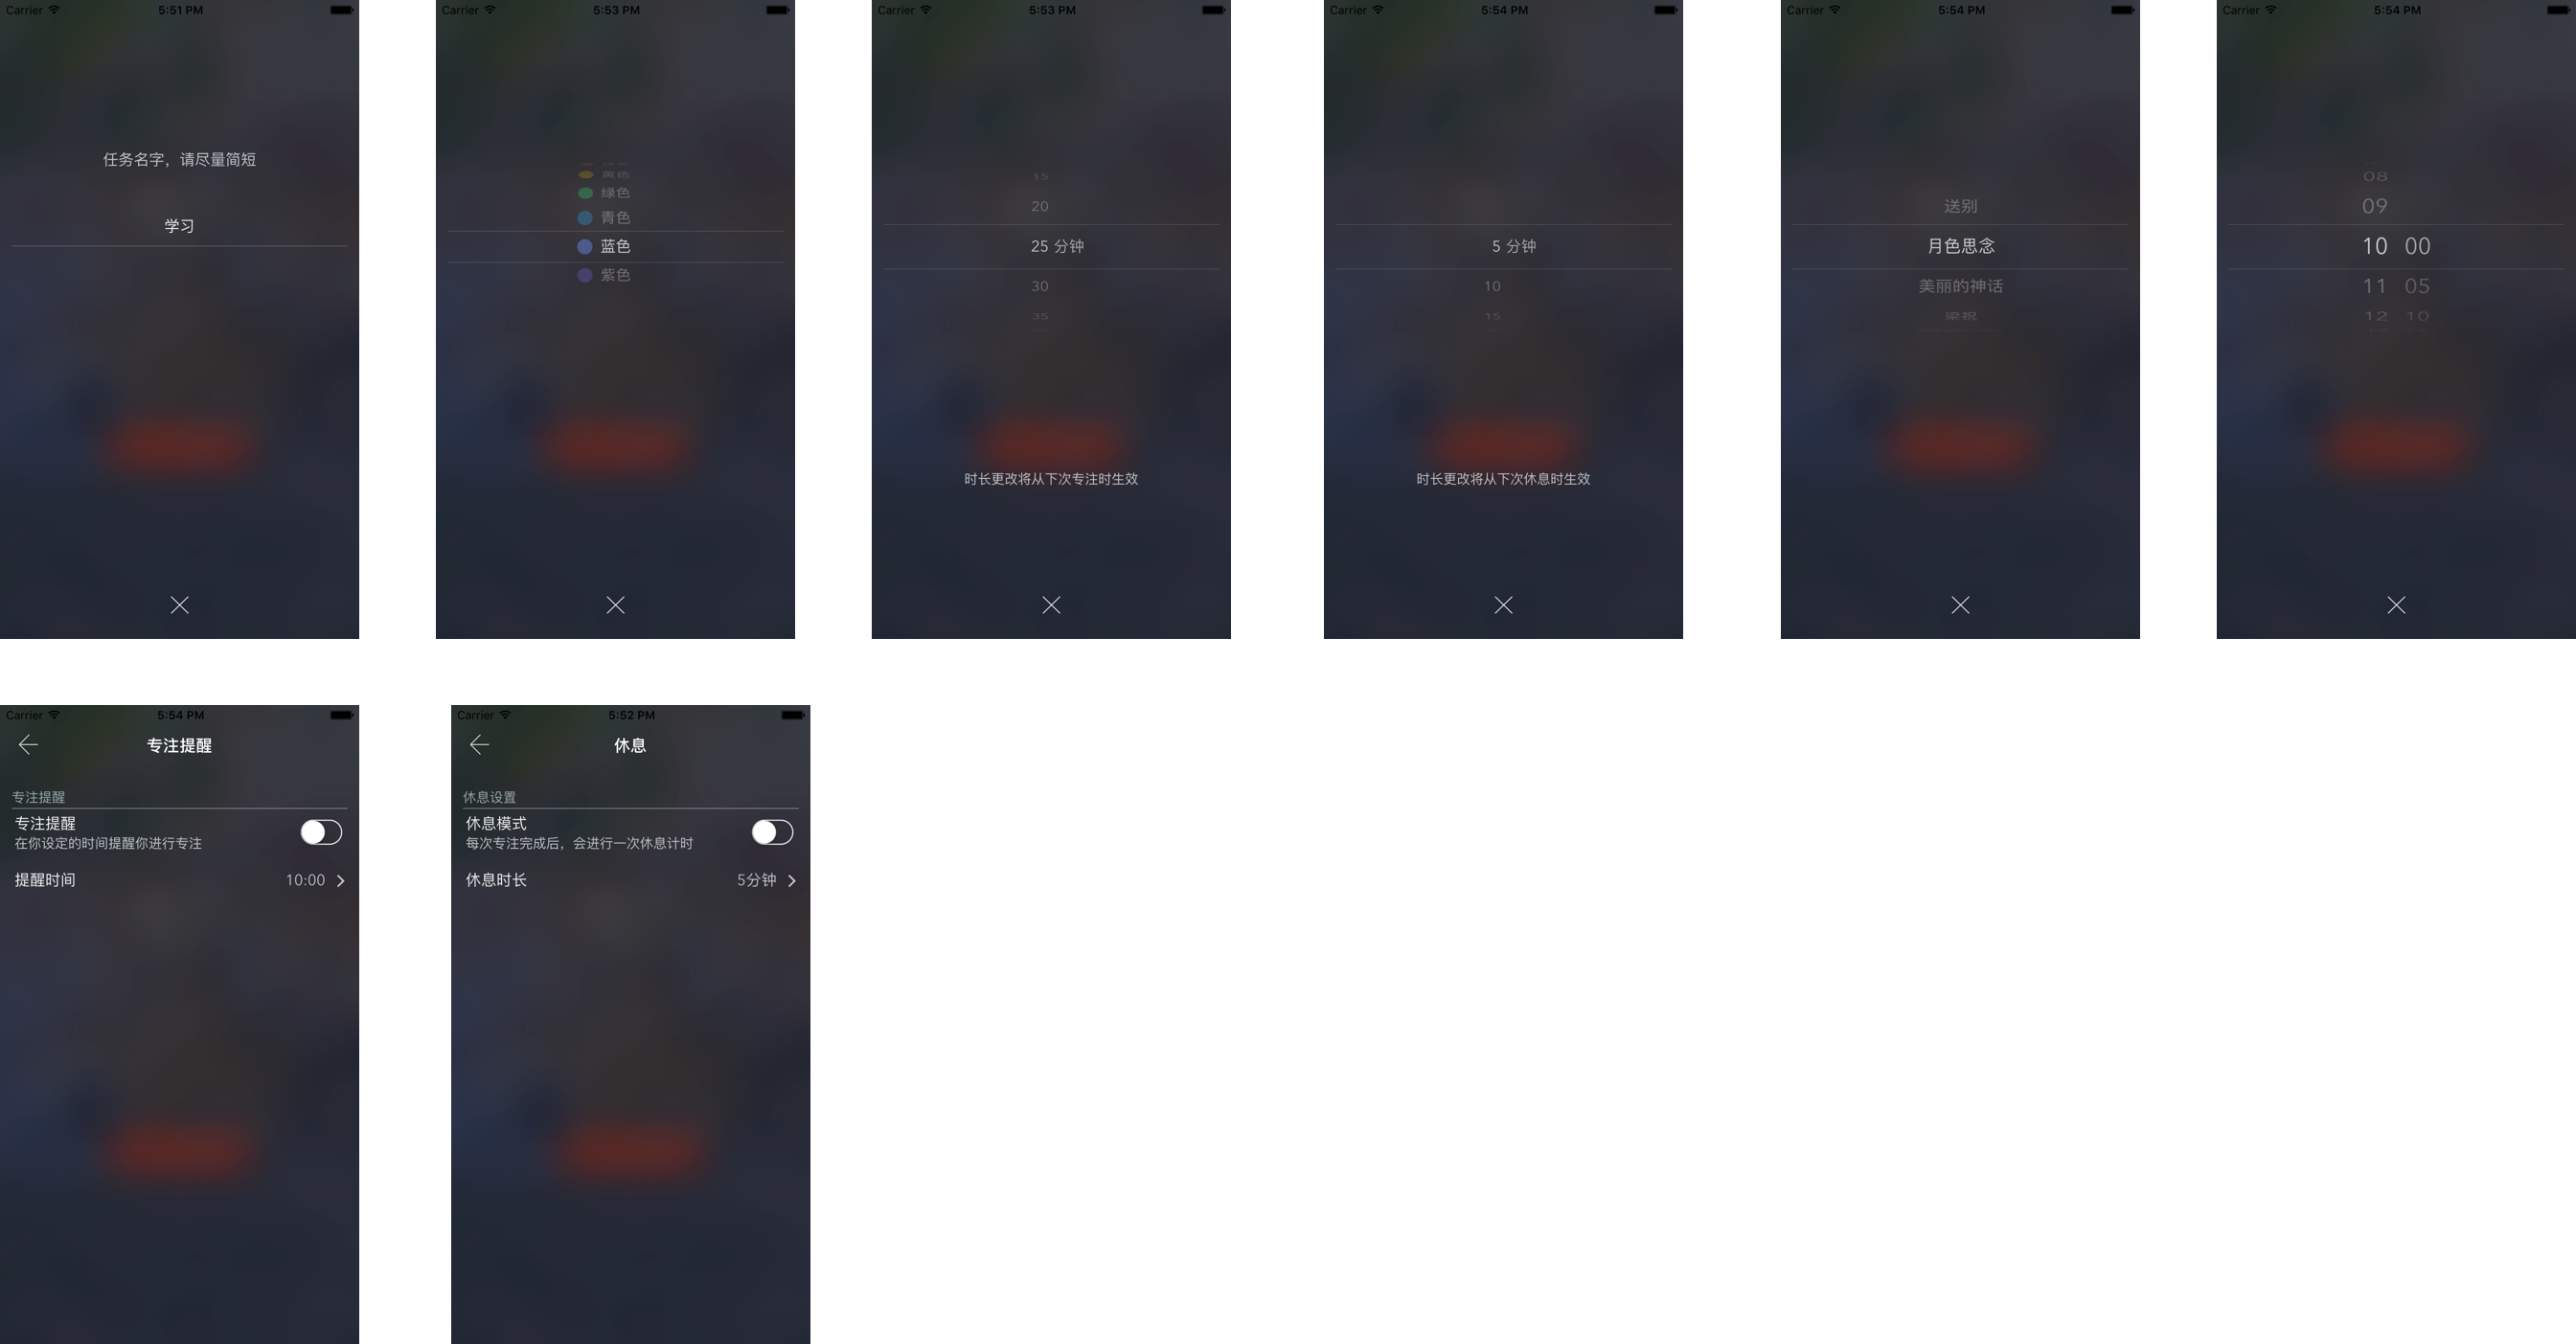 Carrier 5:51 PM
任务名字，请尽量简短
学习
Carrier 5:53 PM
黄色
绿色
青色
蓝色
紫色
Carrier 5:53 PM
15
20
25 分钟
30
35
时长更改将从下次专注时生效
Carrier 5:54 PM
5 分钟
10
15
时长更改将从下次休息时生效
Carrier 5:54 PM
送别
月色思念
美丽的神话
梁祝
Carrier 5:54 PM
08
09
10 00
11 05
12 10
Carrier 5:54 PM
专注提醒
专注提醒
专注提醒
在你设定的时间提醒你进行专注
提醒时间 10:00
Carrier 5:52 PM
休息
休息设置
休息模式
每次专注完成后，会进行一次休息计时
休息时长 5分钟